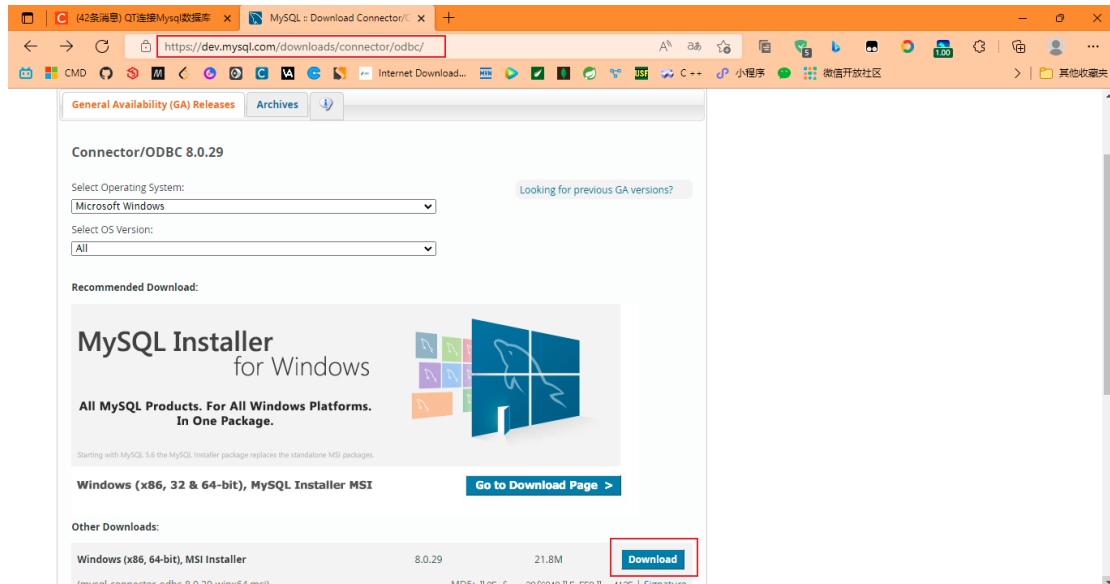 (42条消息) QT连接Mysql数据库
MySQL :: Download Connector/
https://dev.mysql.com/downloads/connector/odbc/
1.00
CMD
Internet Download...
C++
小程序
微信开放社区
其他收藏夹
General Availability (GA) Releases
Archives
Connector/ODBC 8.0.29
Select Operating System:
Looking for previous GA versions?
Microsoft Windows
Select OS Version:
All
Recommended Download:
MySQL Installer
for Windows
All MySQL Products. For All Windows Platforms.
In One Package.
Starting with MySQL 5.6 the MySQL Installer package replaces the standalone MSI packages.
Windows (x86, 32 & 64-bit), MySQL Installer MSI
Go to Download Page >
Other Downloads:
Windows (x86, 64-bit), MSI Installer 8.0.29 21.8M Download